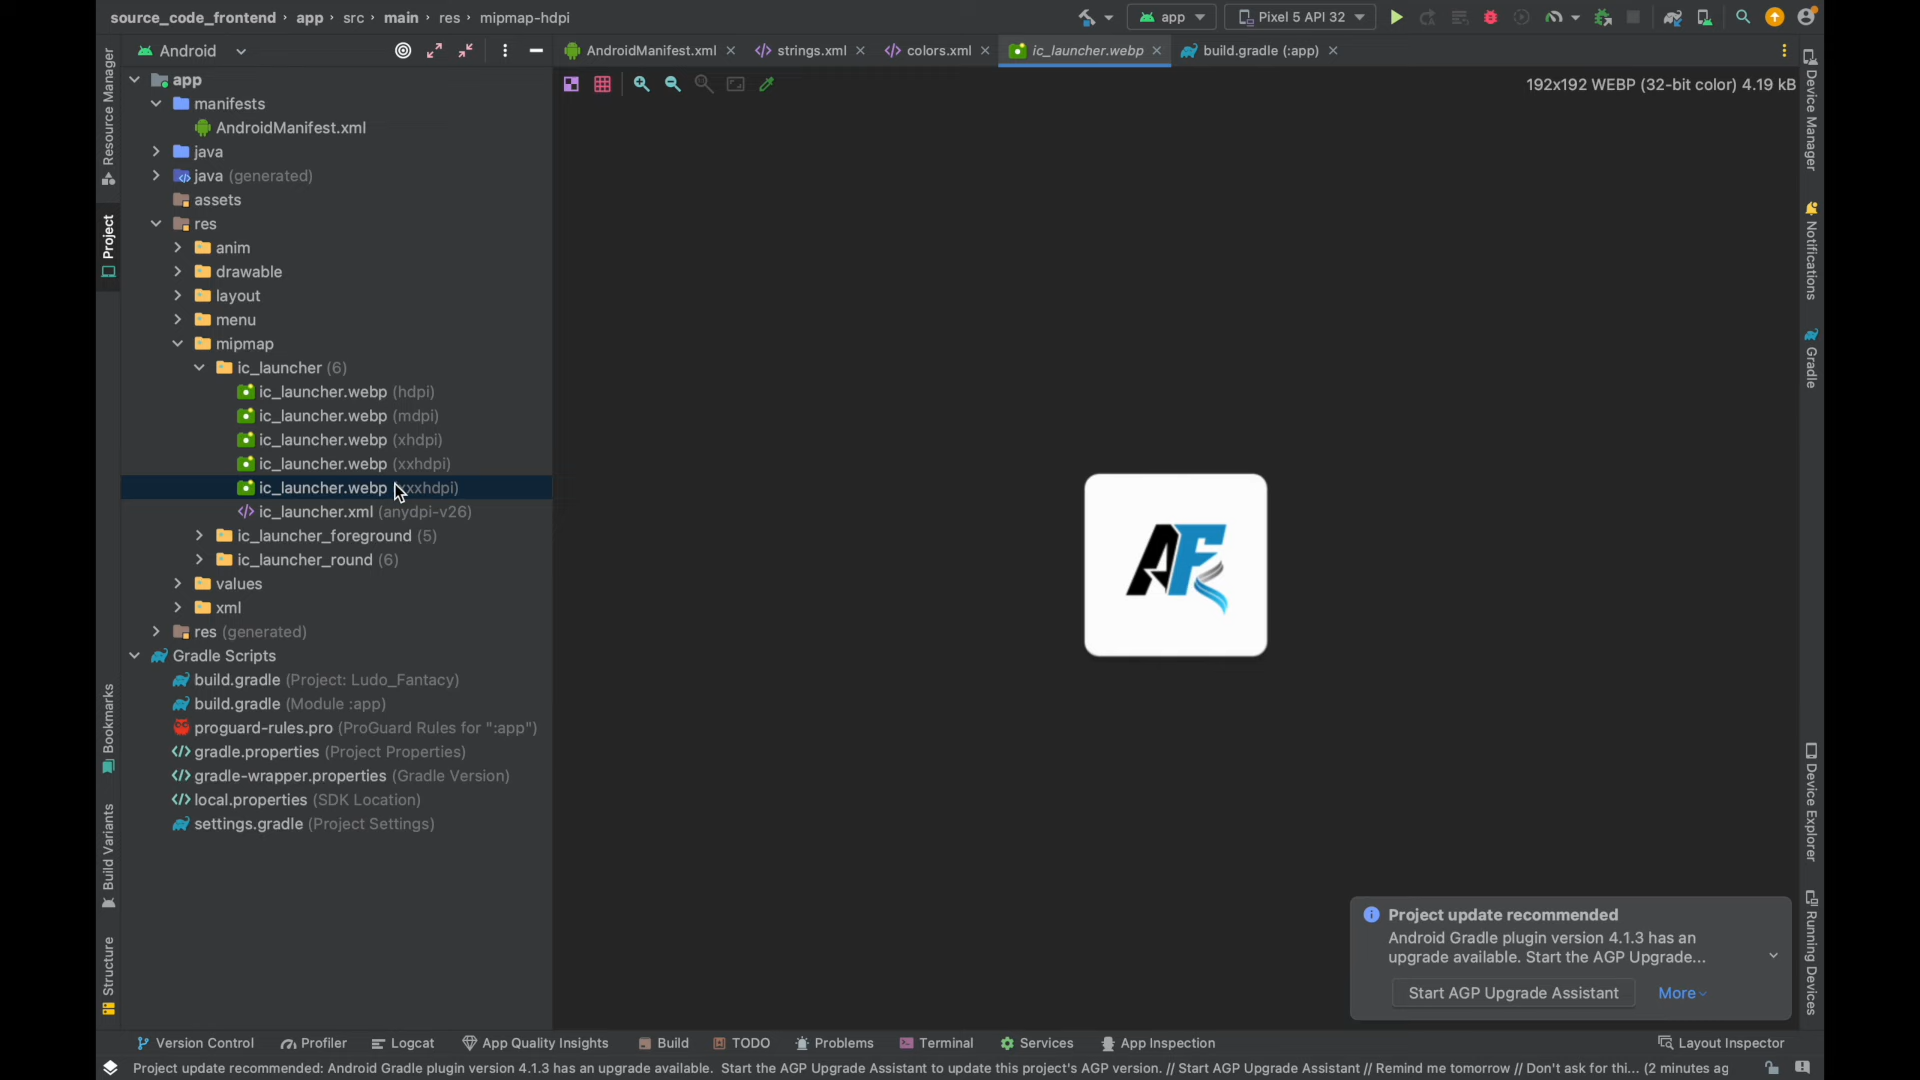 source_code_frontend › app › src › main › res › mipmap-hdpi
app
Pixel 5 API 32
Android
AndroidManifest.xml
strings.xml
colors.xml
ic_launcher.webp
build.gradle (:app)
192x192 WEBP (32-bit color) 4.19 kB
app
manifests
AndroidManifest.xml
java
java (generated)
assets
res
anim
drawable
layout
menu
mipmap
ic_launcher (6)
ic_launcher.webp (hdpi)
ic_launcher.webp (mdpi)
ic_launcher.webp (xhdpi)
ic_launcher.webp (xxhdpi)
ic_launcher.webp (xxxhdpi)
ic_launcher.xml (anydpi-v26)
ic_launcher_foreground (5)
ic_launcher_round (6)
values
xml
res (generated)
Gradle Scripts
build.gradle (Project: Ludo_Fantacy)
build.gradle (Module :app)
proguard-rules.pro (ProGuard Rules for ":app")
gradle.properties (Project Properties)
gradle-wrapper.properties (Gradle Version)
local.properties (SDK Location)
settings.gradle (Project Settings)
Resource Manager
Project
Bookmarks
Build Variants
Structure
AF
Device Manager
Notifications
Gradle
Device Explorer
Running Devices
Project update recommended
Android Gradle plugin version 4.1.3 has an
upgrade available. Start the AGP Upgrade...
Start AGP Upgrade Assistant
More
Version Control
Profiler
Logcat
App Quality Insights
Build
TODO
Problems
Terminal
Services
App Inspection
Layout Inspector
Project update recommended: Android Gradle plugin version 4.1.3 has an upgrade available. Start the AGP Upgrade Assistant to update this project's AGP version. // Start AGP Upgrade Assistant // Remind me tomorrow // Don't ask for thi... (2 minutes ag